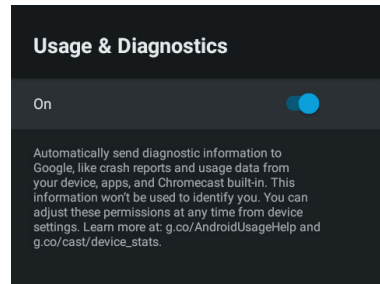 Usage & Diagnostics
On
Automatically send diagnostic information to
Google, like crash reports and usage data from
your device, apps, and Chromecast built-in. This
information won't be used to identify you. You can
adjust these permissions at any time from device
settings. Learn more at: g.co/AndroidUsageHelp and
g.co/cast/device_stats.